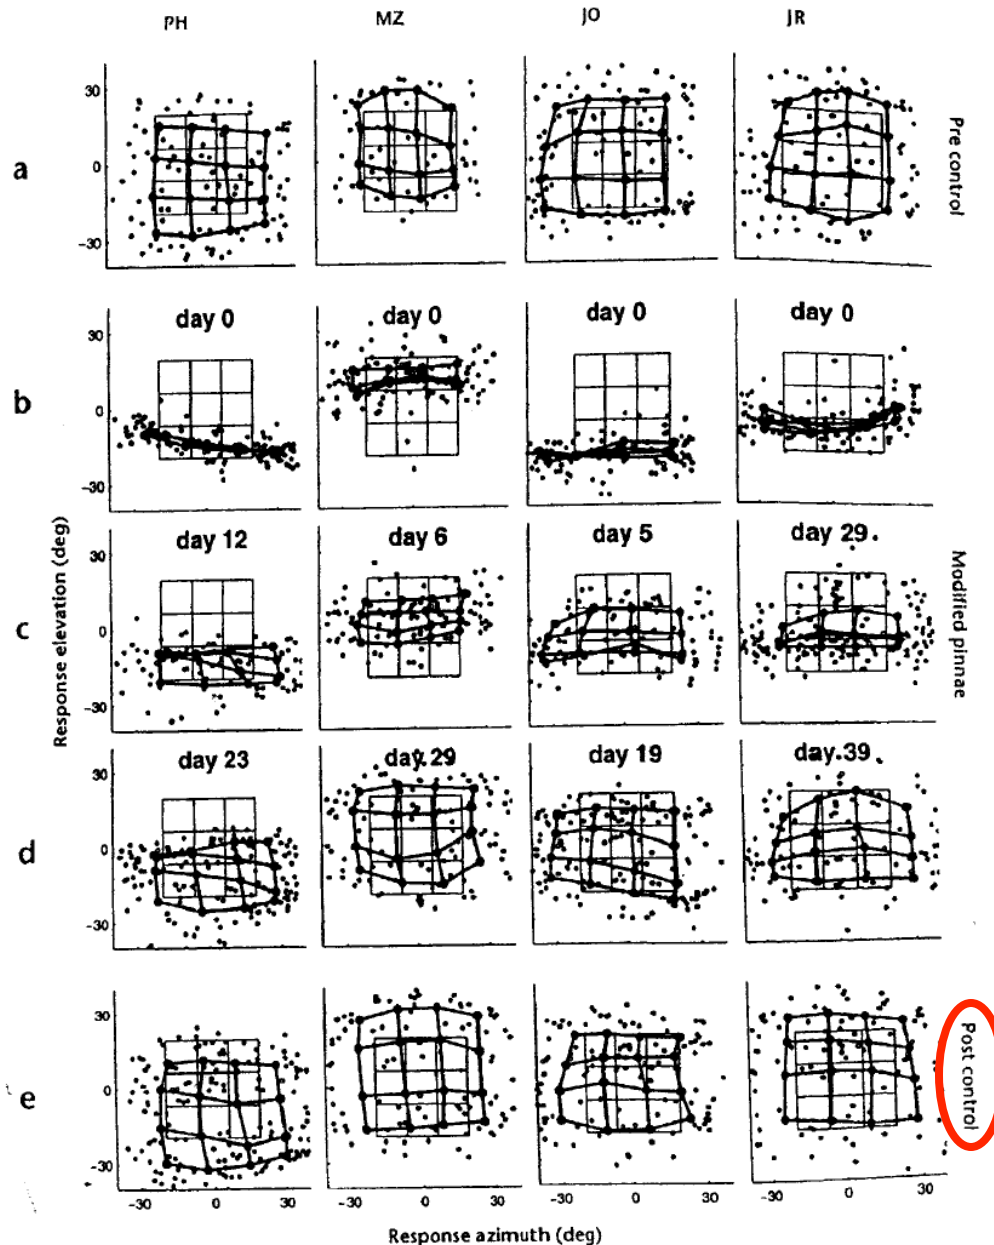 PH MZ JO JR
a
30
0
-30
Pre control
b
day 0 day 0 day 0 day 0
30
0
-30
c
day 12 day 6 day 5 day 29
30
0
-30
Response elevation (deg)
Modified pinnae
d
day 23 day 29 day 19 day 39
30
0
-30
e
30
0
-30
Post control
0 30 -30 0 30 -30 0 30 -30 0 30
Response azimuth (deg)